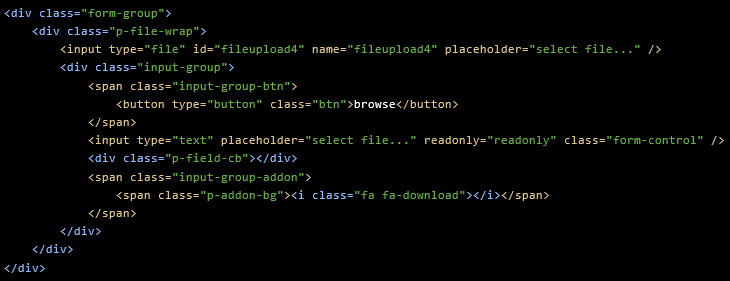 <div class="form-group">
<div class="p-file-wrap">
<input type="file" id="fileupload4" name="fileupload4" placeholder="select file..." />
<div class="input-group">
<span class="input-group-btn">
<button type="button" class="btn">browse</button>
</span>
<input type="text" placeholder="select file..." readonly="readonly" class="form-control" />
<div class="p-field-cb"></div>
<span class="input-group-addon">
<span class="p-addon-bg"><i class="fa fa-download"></i></span>
</span>
</div>
</div>
</div>